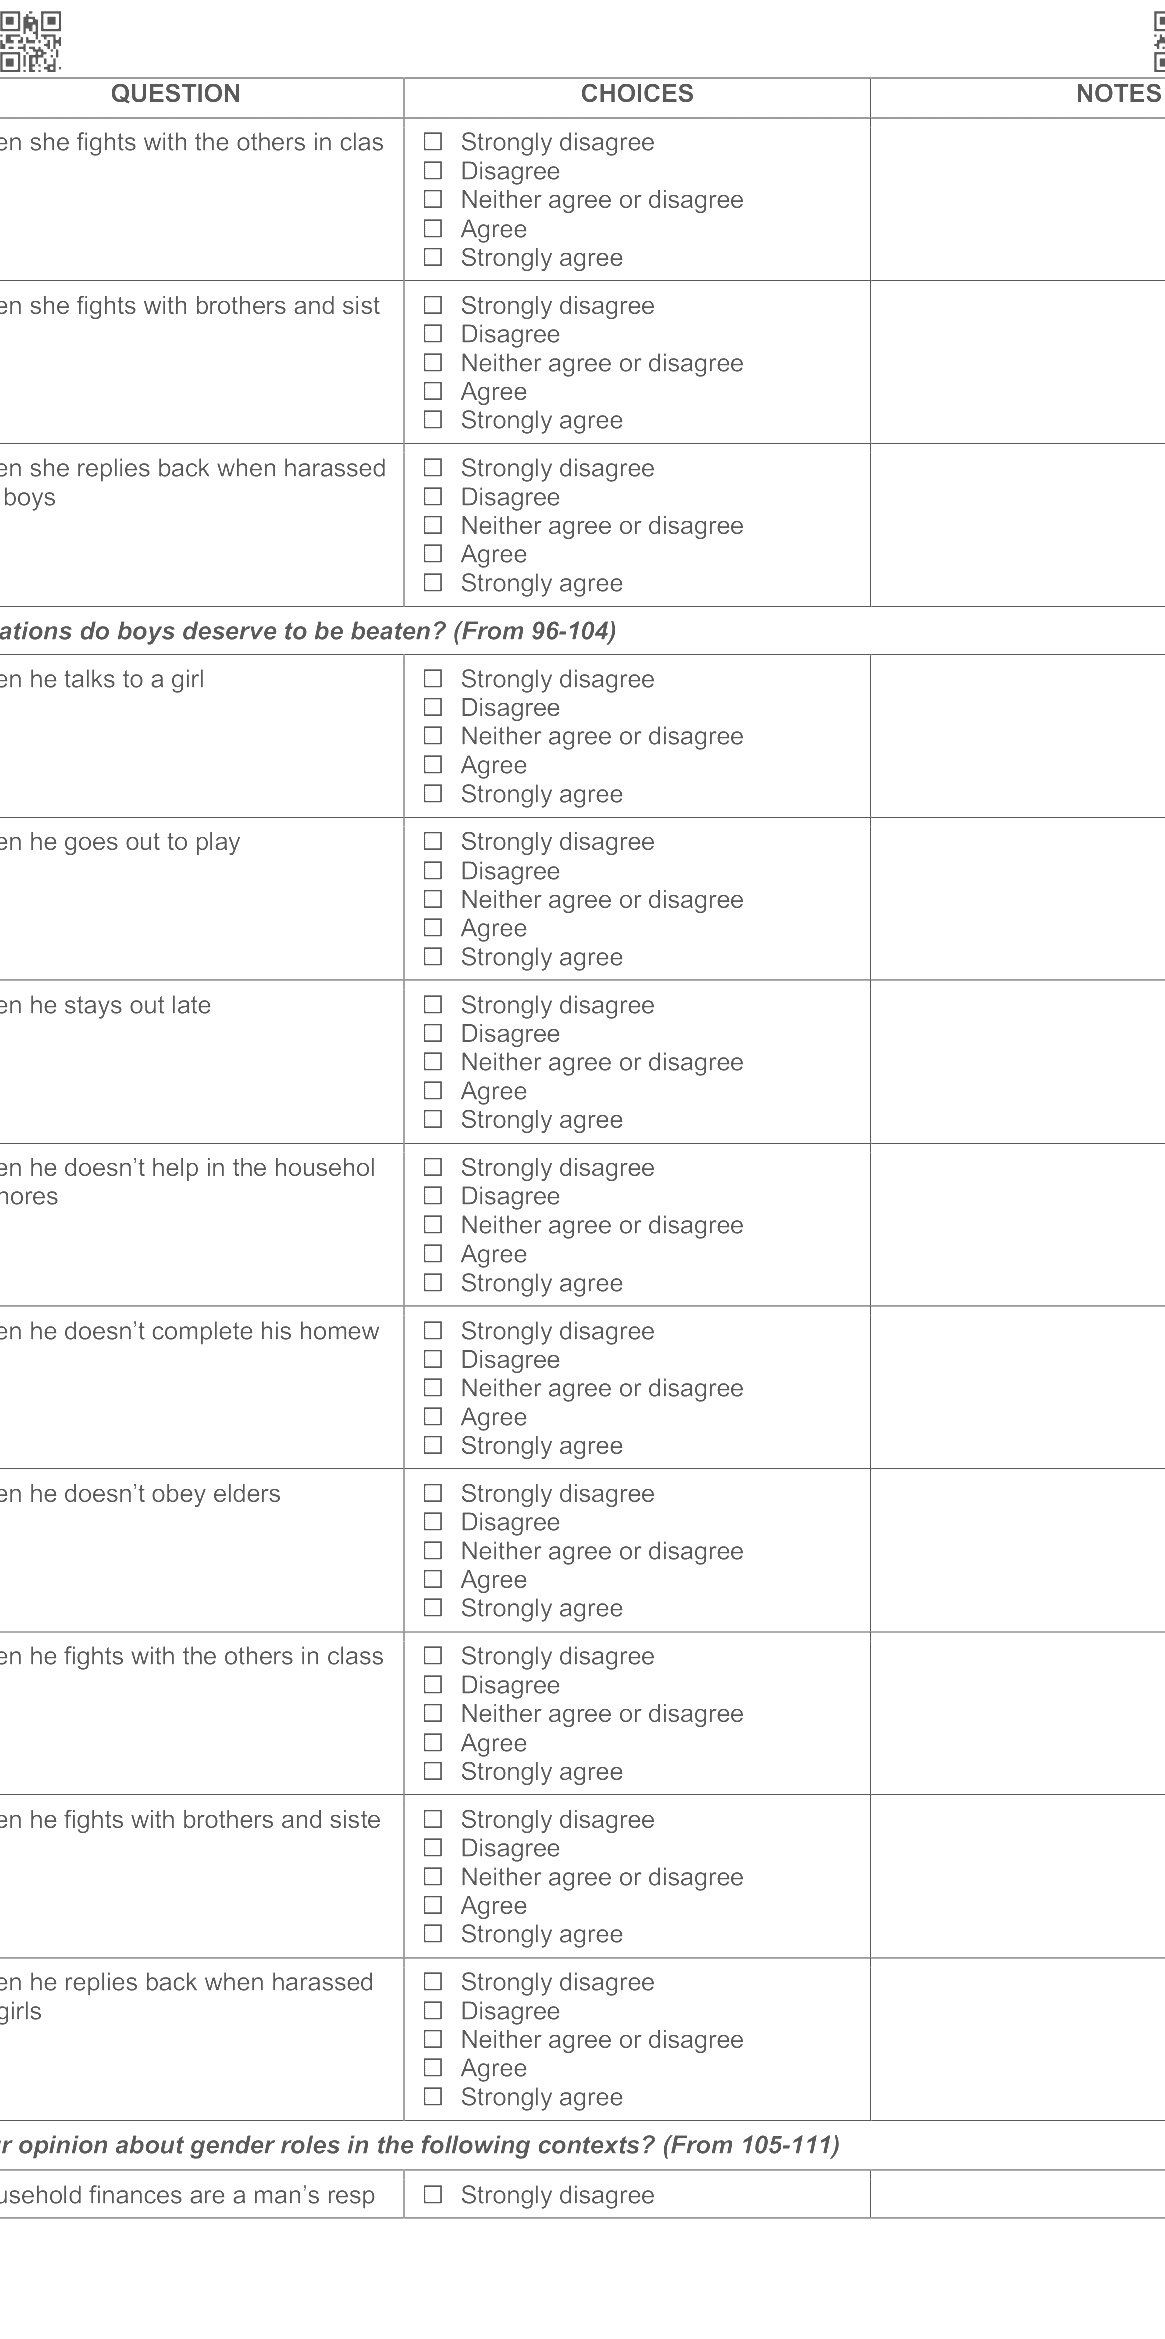 QUESTION CHOICES NOTES
en she fights with the others in clas ☐ Strongly disagree
☐ Disagree
☐ Neither agree or disagree
☐ Agree
☐ Strongly agree
en she fights with brothers and sist ☐ Strongly disagree
☐ Disagree
☐ Neither agree or disagree
☐ Agree
☐ Strongly agree
en she replies back when harassed ☐ Strongly disagree
boys ☐ Disagree
☐ Neither agree or disagree
☐ Agree
☐ Strongly agree
ations do boys deserve to be beaten? (From 96-104)
en he talks to a girl ☐ Strongly disagree
☐ Disagree
☐ Neither agree or disagree
☐ Agree
☐ Strongly agree
en he goes out to play ☐ Strongly disagree
☐ Disagree
☐ Neither agree or disagree
☐ Agree
☐ Strongly agree
en he stays out late ☐ Strongly disagree
☐ Disagree
☐ Neither agree or disagree
☐ Agree
☐ Strongly agree
en he doesn’t help in the househol ☐ Strongly disagree
hores ☐ Disagree
☐ Neither agree or disagree
☐ Agree
☐ Strongly agree
en he doesn’t complete his homew ☐ Strongly disagree
☐ Disagree
☐ Neither agree or disagree
☐ Agree
☐ Strongly agree
en he doesn’t obey elders ☐ Strongly disagree
☐ Disagree
☐ Neither agree or disagree
☐ Agree
☐ Strongly agree
en he fights with the others in class ☐ Strongly disagree
☐ Disagree
☐ Neither agree or disagree
☐ Agree
☐ Strongly agree
en he fights with brothers and siste ☐ Strongly disagree
☐ Disagree
☐ Neither agree or disagree
☐ Agree
☐ Strongly agree
en he replies back when harassed ☐ Strongly disagree
girls ☐ Disagree
☐ Neither agree or disagree
☐ Agree
☐ Strongly agree
r opinion about gender roles in the following contexts? (From 105-111)
usehold finances are a man’s resp ☐ Strongly disagree